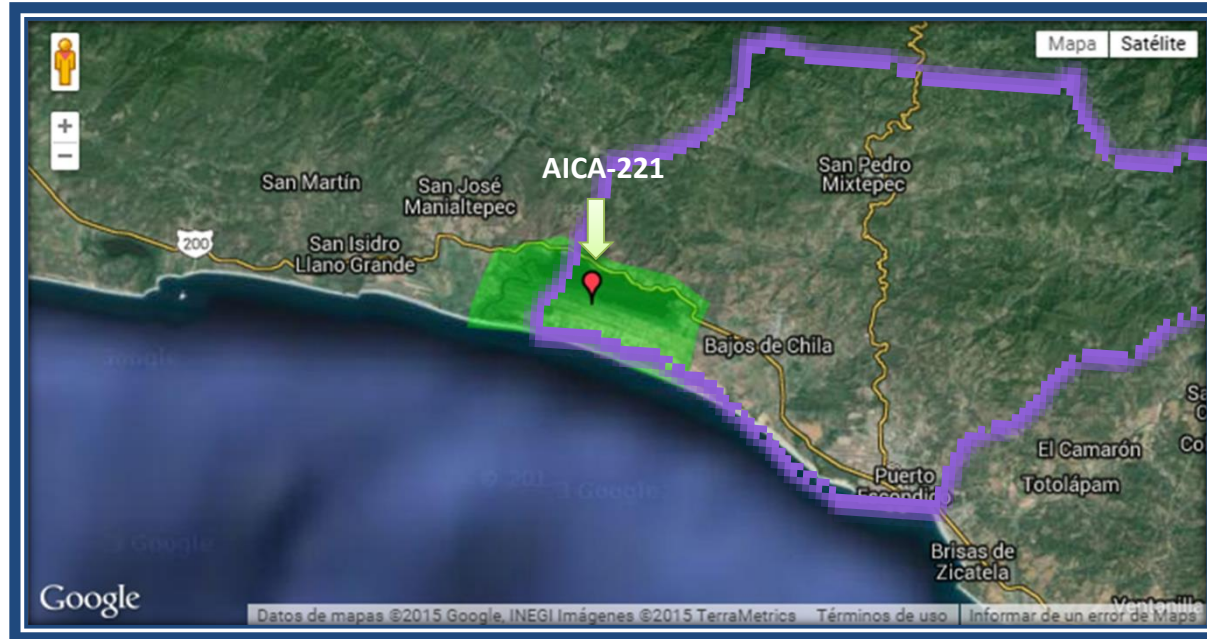 Mapa
Satélite
+
−
AICA-221
San Martín
San José
Manialtepec
San Pedro
Mixtepec
200
San Isidro
Llano Grande
Bajos de Chila
El Camarón
Totolápam
Puerto
Escondido
Brisas de
Zicatela
Ventanilla
Google
Datos de mapas ©2015 Google, INEGI Imágenes ©2015 TerraMetrics
Términos de uso
Informar de un error de Maps